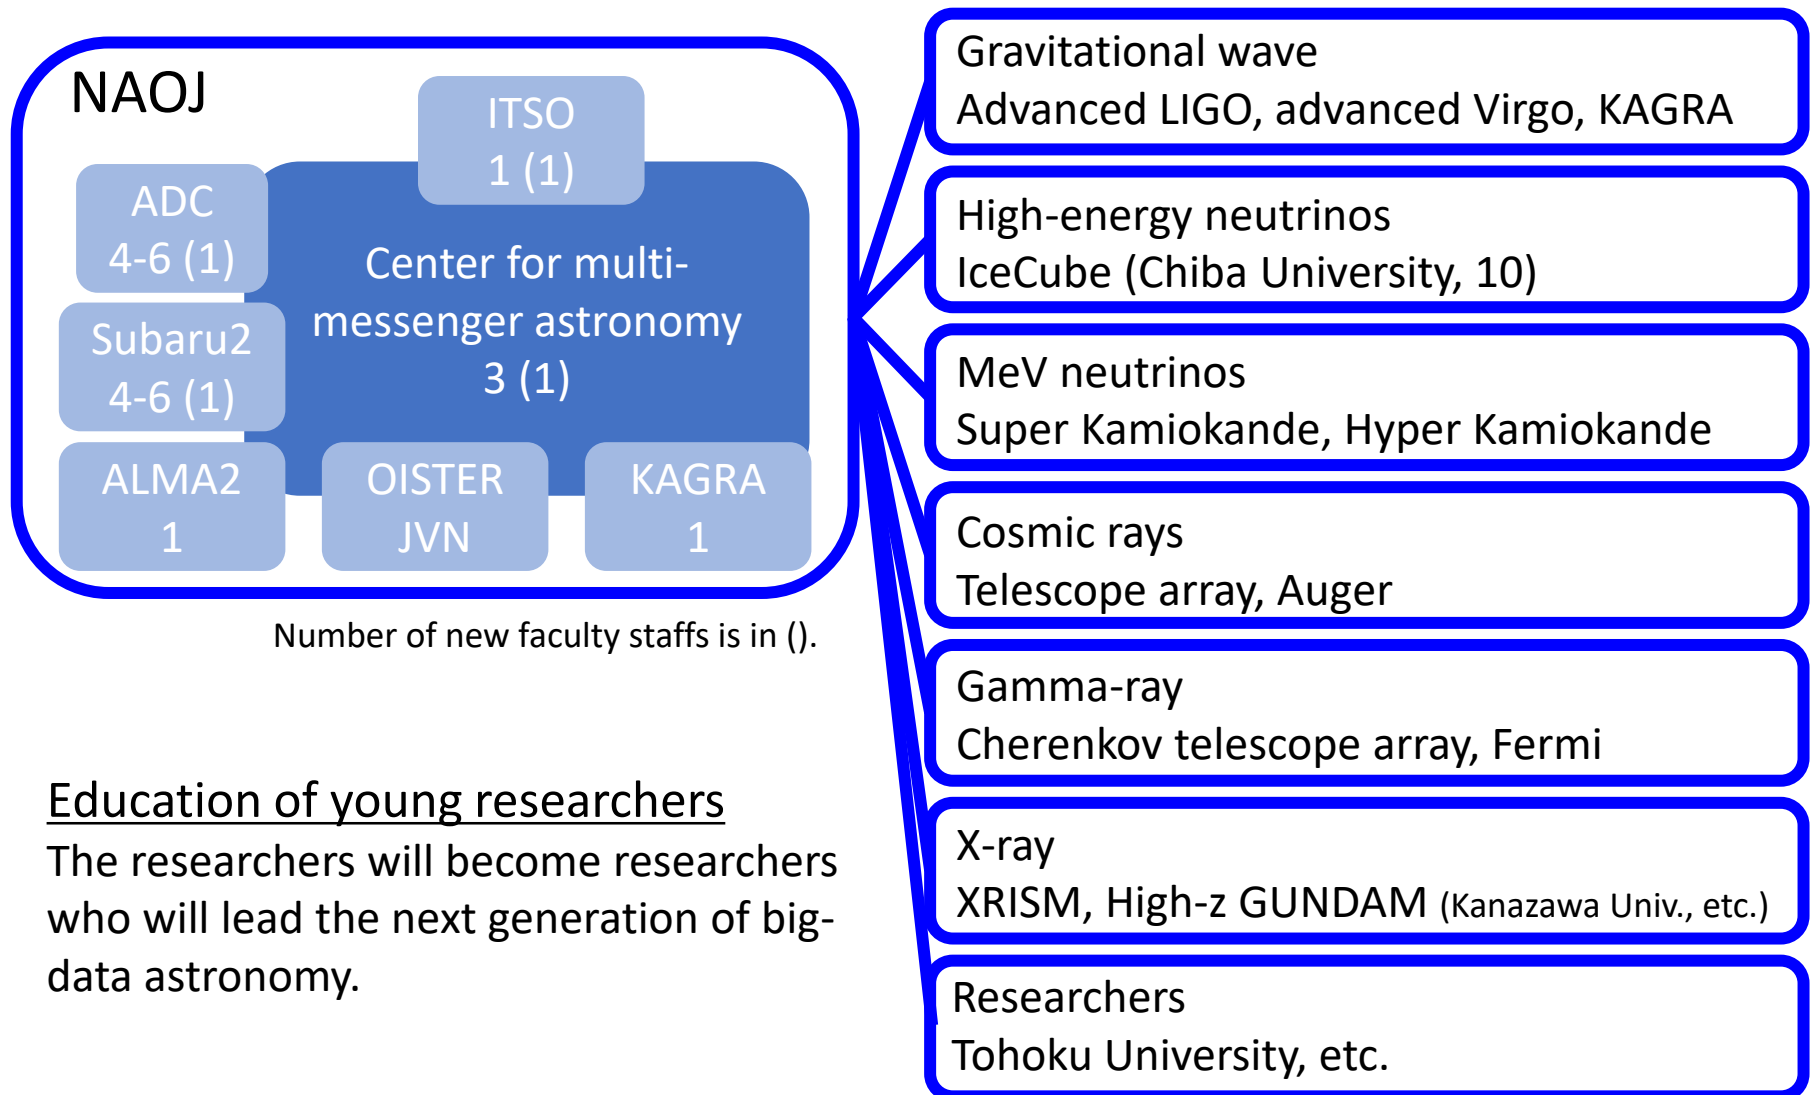 NAOJ
ITSO
1 (1)
ADC
4-6 (1)
Center for multi-
messenger astronomy
3 (1)
Subaru2
4-6 (1)
ALMA2
1
OISTER
JVN
KAGRA
1
Number of new faculty staffs is in ().
Education of young researchers
The researchers will become researchers
who will lead the next generation of big-
data astronomy.
Gravitational wave
Advanced LIGO, advanced Virgo, KAGRA
High-energy neutrinos
IceCube (Chiba University, 10)
MeV neutrinos
Super Kamiokande, Hyper Kamiokande
Cosmic rays
Telescope array, Auger
Gamma-ray
Cherenkov telescope array, Fermi
X-ray
XRISM, High-z GUNDAM (Kanazawa Univ., etc.)
Researchers
Tohoku University, etc.